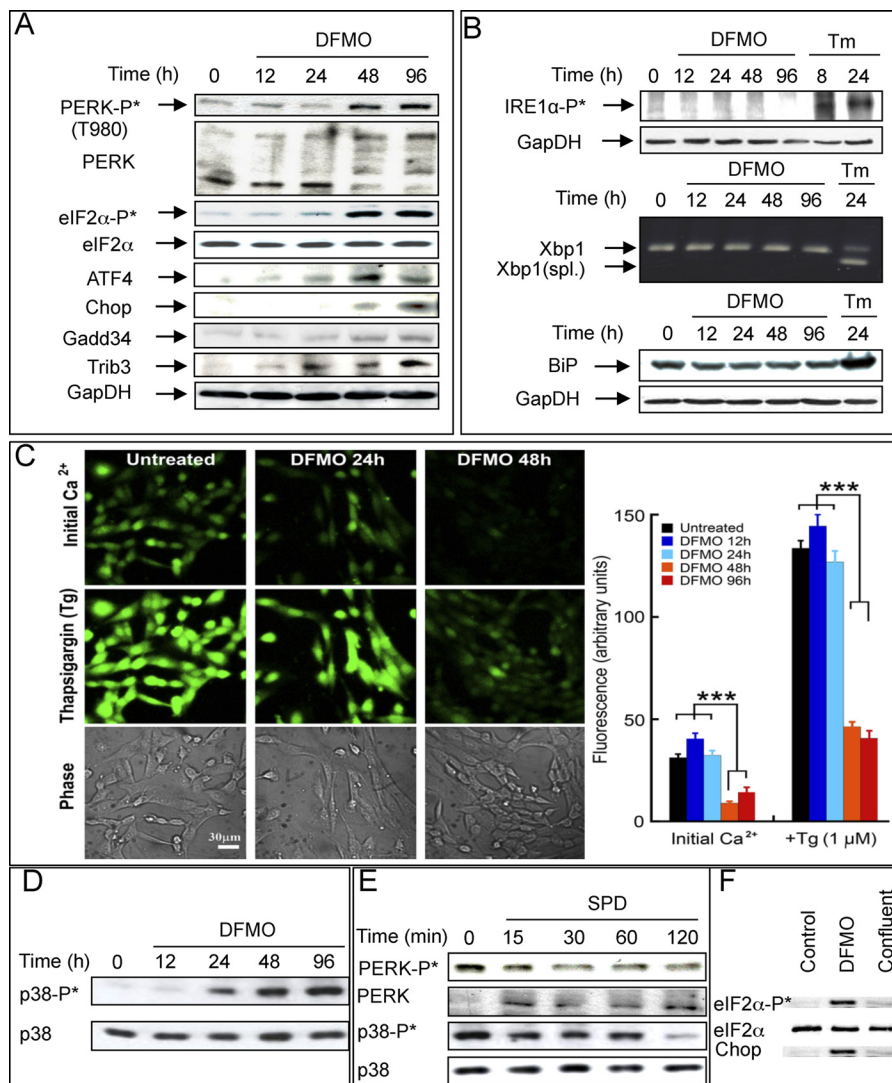 A
DFMO
Time (h) 0 12 24 48 96
PERK-P*
(T980)
PERK
eIF2α-P*
eIF2α
ATF4
Chop
Gadd34
Trib3
GapDH
B
DFMO Tm
Time (h) 0 12 24 48 96 8 24
IRE1α-P*
GapDH
DFMO Tm
Time (h) 0 12 24 48 96 24
Xbp1
Xbp1(spl.)
DFMO Tm
Time (h) 0 12 24 48 96 24
BiP
GapDH
C
Untreated DFMO 24h DFMO 48h
Initial Ca²⁺
Thapsigargin (Tg)
Phase
30μm
Fluorescence (arbitrary units)
150
100
50
0
Untreated
DFMO 12h
DFMO 24h
DFMO 48h
DFMO 96h
***
***
Initial Ca²⁺ +Tg (1 μM)
D
DFMO
Time (h) 0 12 24 48 96
p38-P*
p38
E
SPD
Time (min) 0 15 30 60 120
PERK-P*
PERK
p38-P*
p38
F
Control DFMO Confluent
eIF2α-P*
eIF2α
Chop